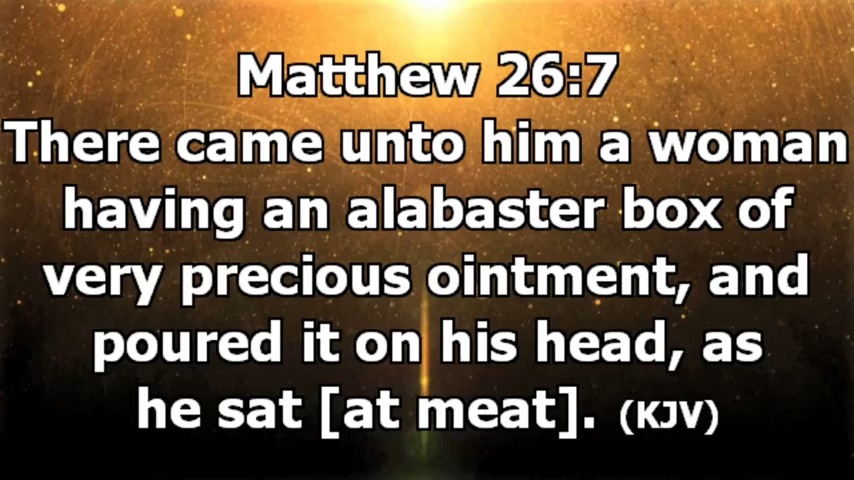 Matthew 26:7
There came unto him a woman
having an alabaster box of
very precious ointment, and
poured it on his head, as
he sat [at meat]. (KJV)